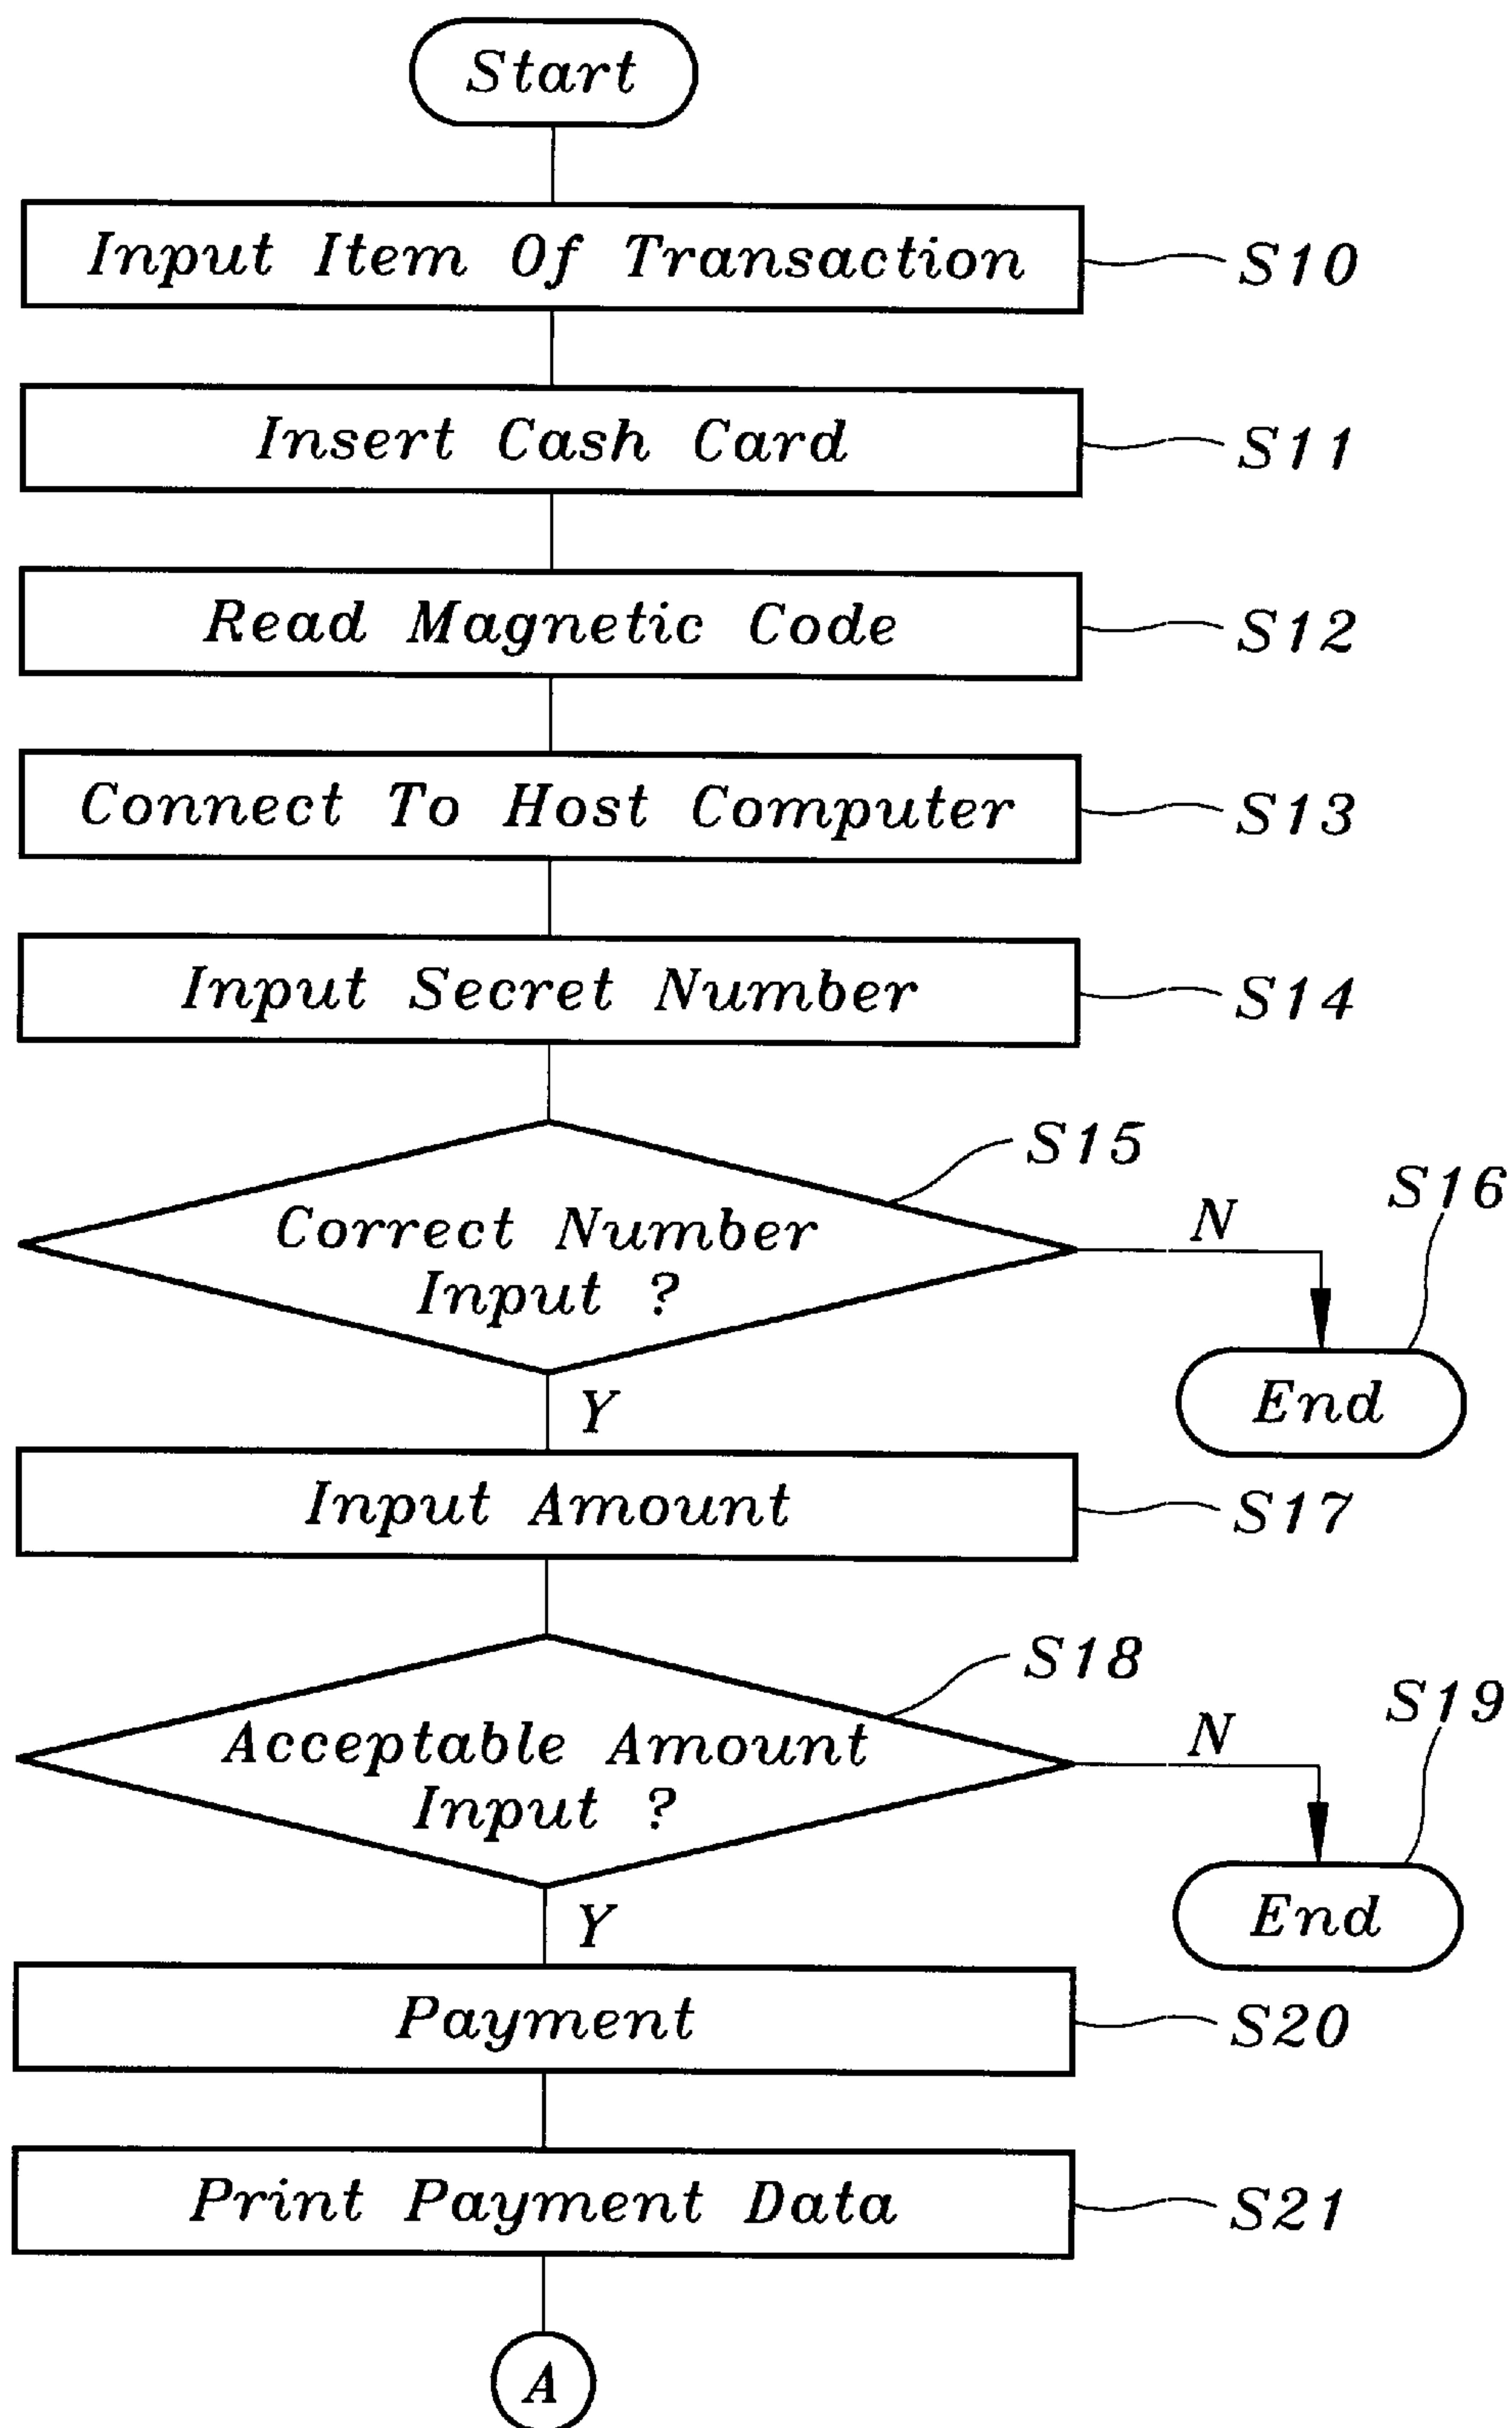 Start
Input Item Of Transaction
S10
Insert Cash Card
S11
Read Magnetic Code
S12
Connect To Host Computer
S13
Input Secret Number
S14
S15
Correct Number
Input ?
N
S16
End
Y
Input Amount
S17
S18
Acceptable Amount
Input ?
N
S19
End
Y
Payment
S20
Print Payment Data
S21
A